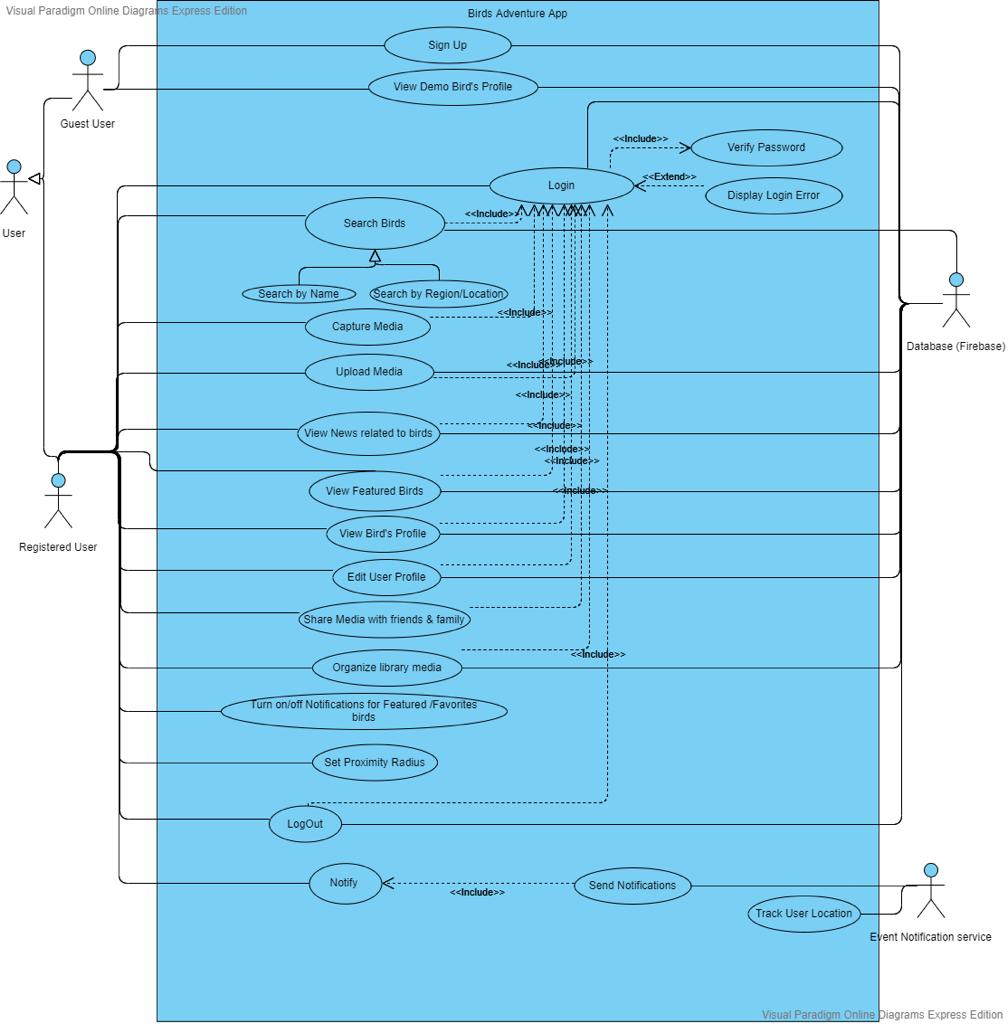 Visual Paradigm Online Diagrams Express Edition
Birds Adventure App
Sign Up
View Demo Bird's Profile
Guest User
<<Include>>
Verify Password
<<Extend>>
Login
Display Login Error
User
<<Include>>
Search Birds
Search by Name
Search by Region/Location
<<Include>>
Capture Media
Database (Firebase)
<<Include>>
<<Include>>
Upload Media
<<Include>>
<<Include>>
View News related to birds
<<Include>>
<<Include>>
View Featured Birds
<<Include>>
View Bird's Profile
Registered User
Edit User Profile
Share Media with friends & family
<<Include>>
Organize library media
Turn on/off Notifications for Featured /Favorites
birds
Set Proximity Radius
LogOut
Notify
<<Include>>
Send Notifications
Track User Location
Event Notification service
Visual Paradigm Online Diagrams Express Edition